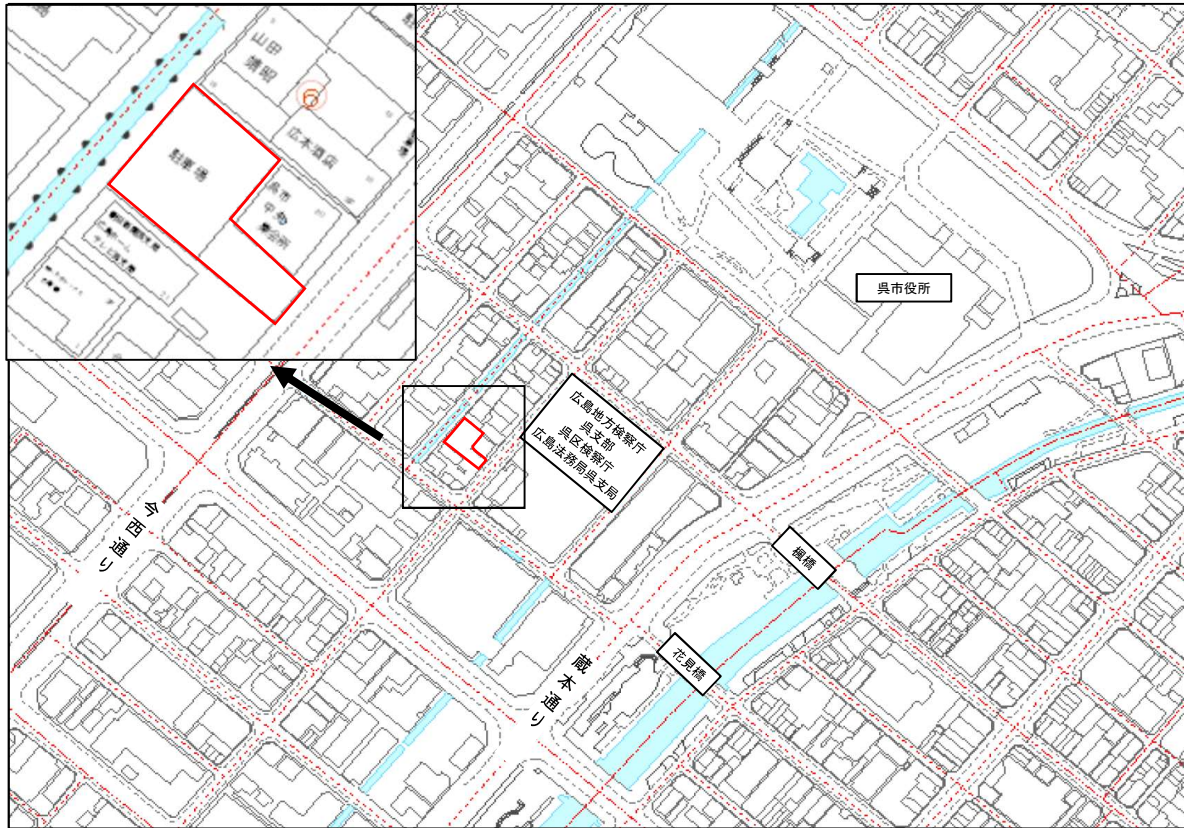 山田
駐車場
広本酒店
呉市
中央
集会所
呉市役所
広島地方検察庁
呉支部
呉区検察庁
広島法務局呉支局
楓橋
花見橋
今西通り
蔵本通り